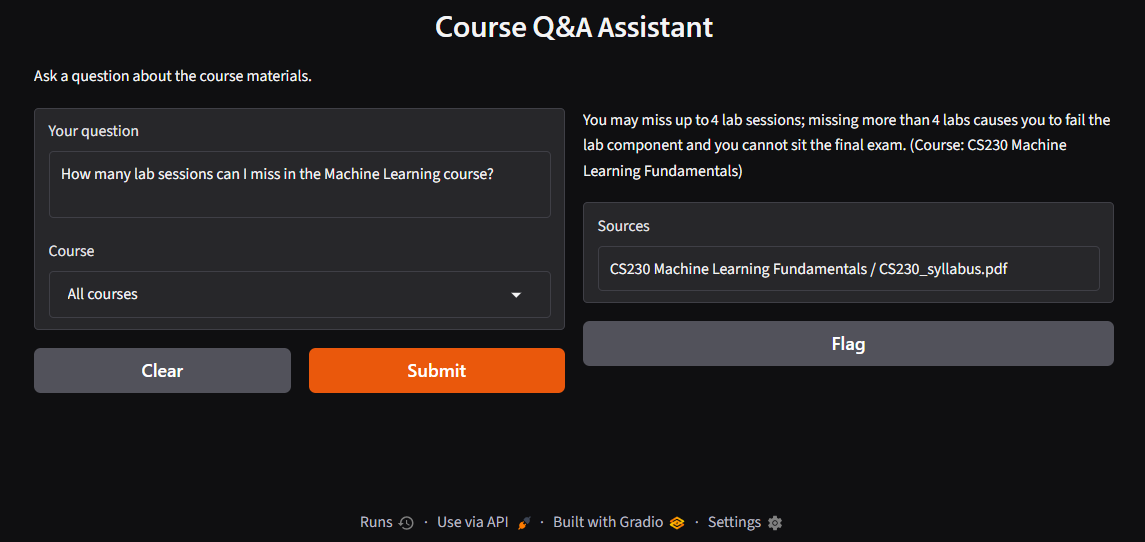 Course Q&A Assistant
Ask a question about the course materials.
Your question
How many lab sessions can I miss in the Machine Learning course?
Course
All courses
Clear
Submit
You may miss up to 4 lab sessions; missing more than 4 labs causes you to fail the
lab component and you cannot sit the final exam. (Course: CS230 Machine
Learning Fundamentals)
Sources
CS230 Machine Learning Fundamentals / CS230_syllabus.pdf
Flag
Runs · Use via API · Built with Gradio · Settings